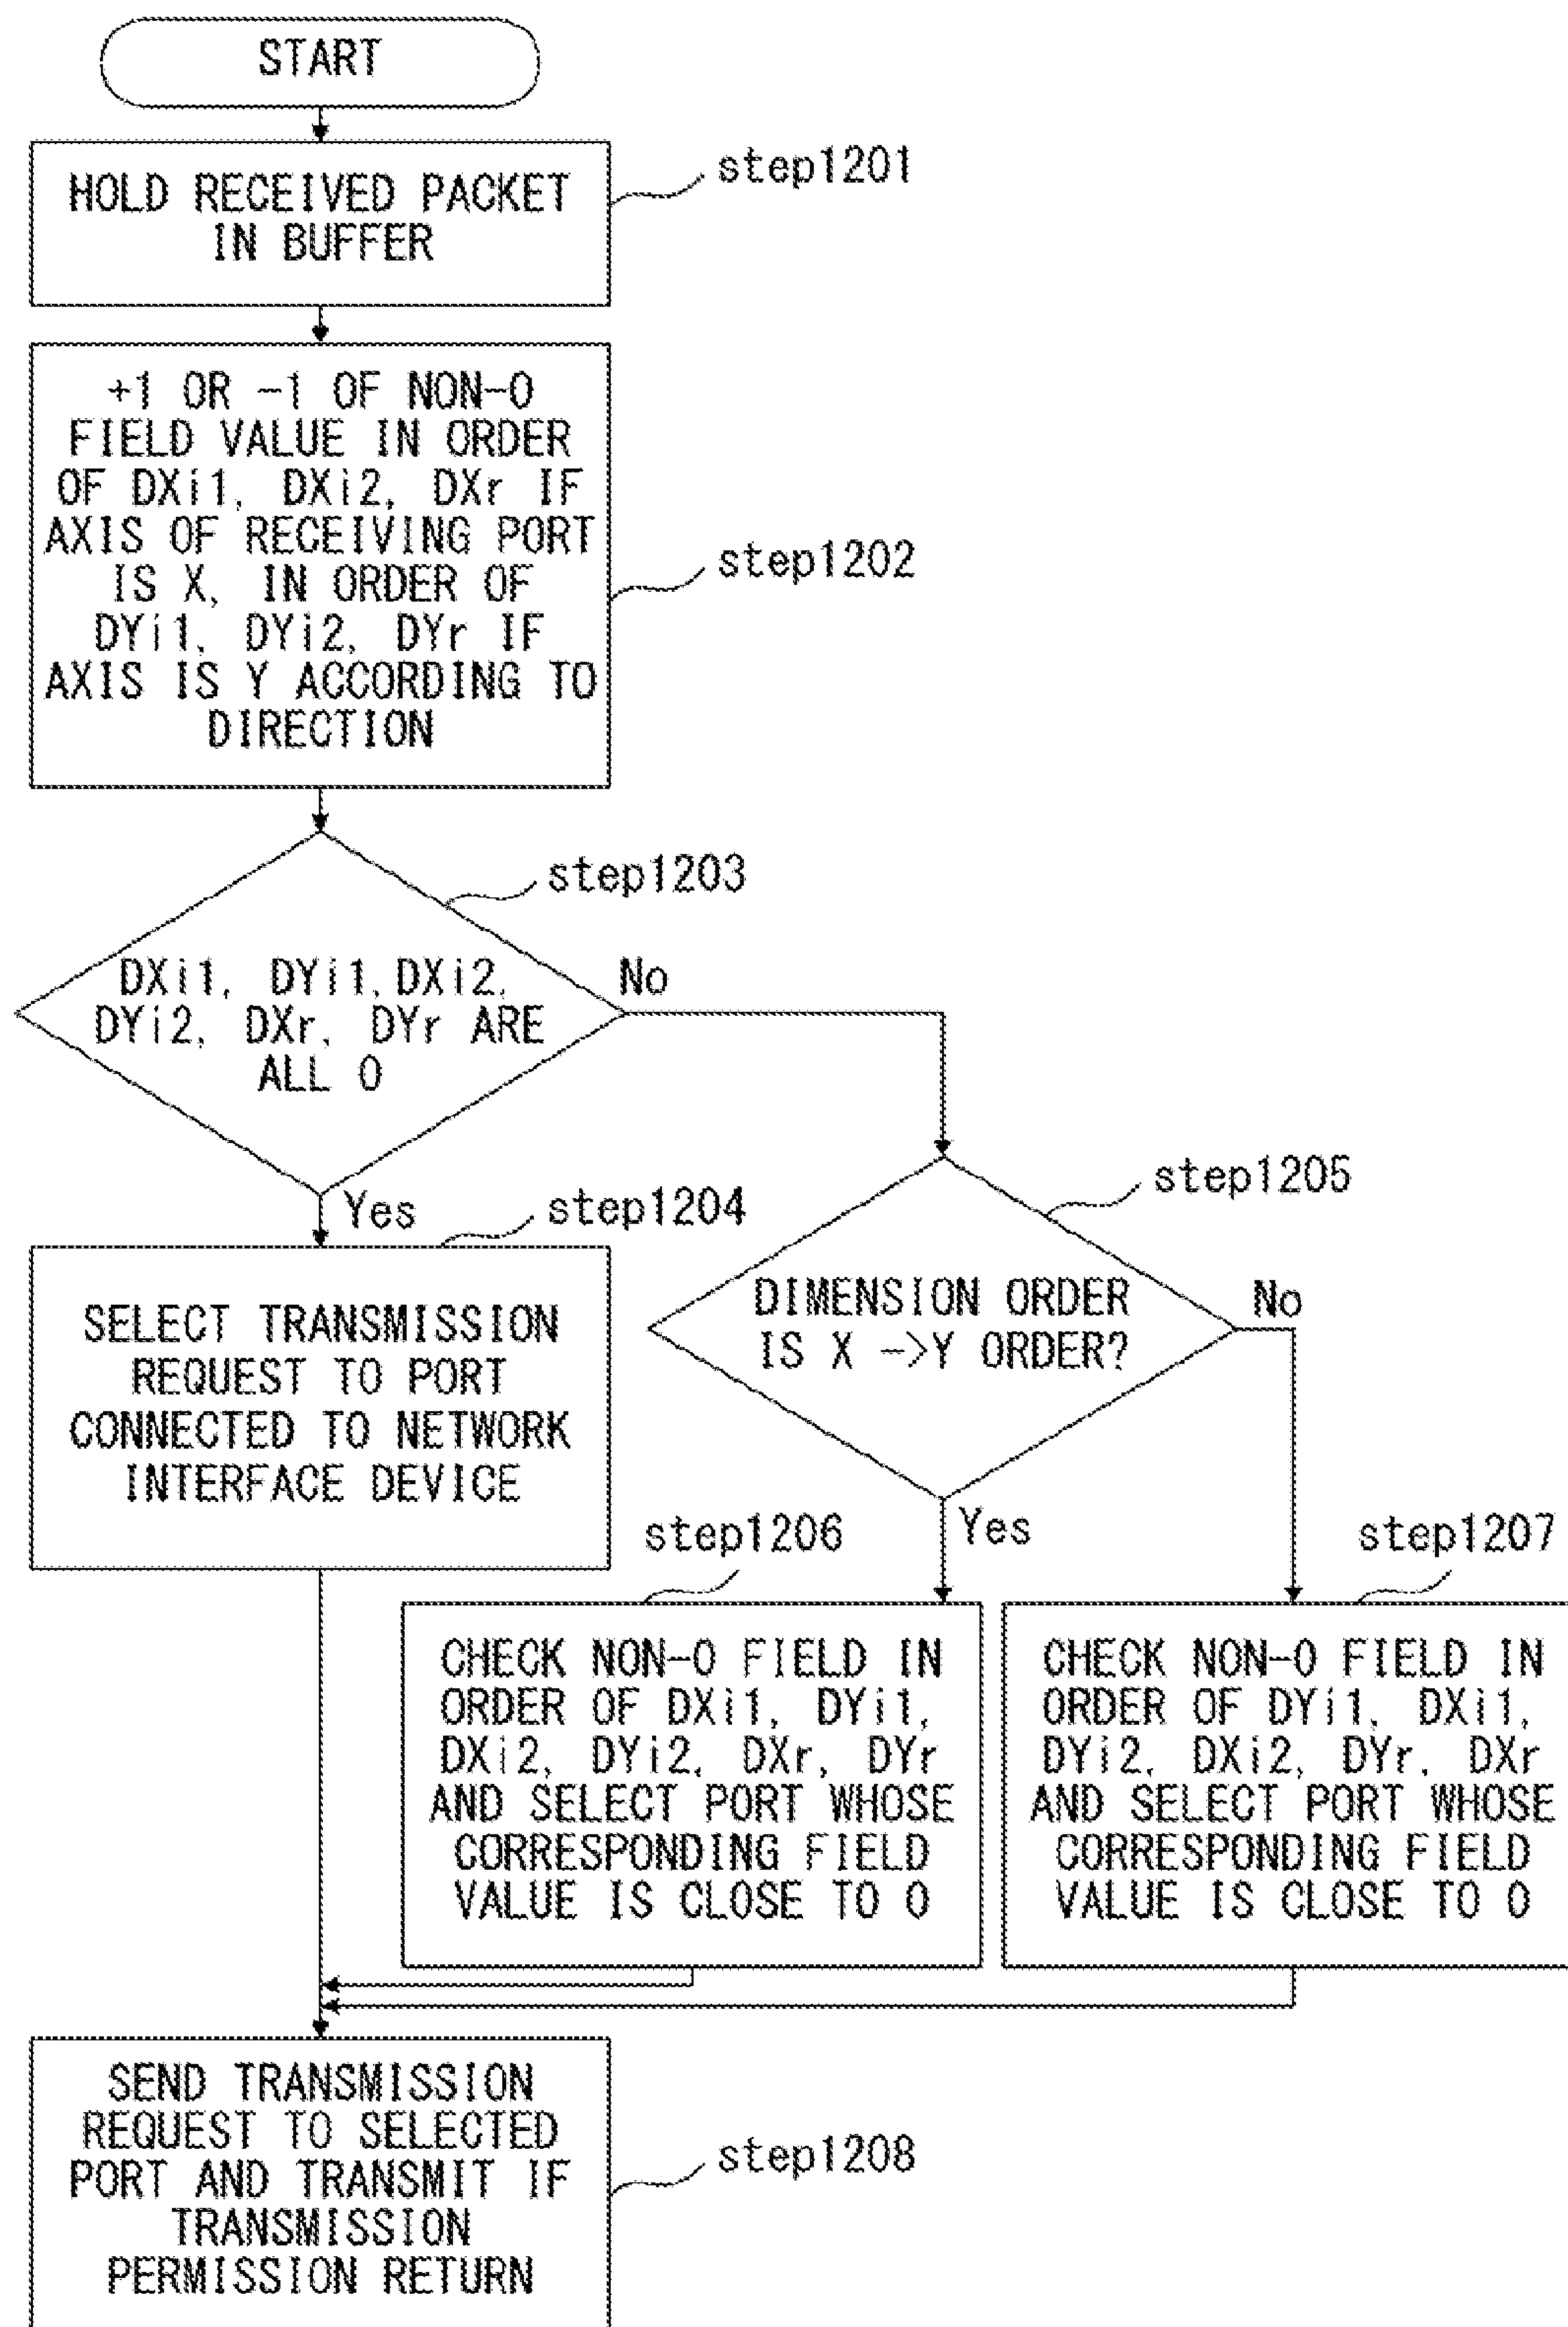 START
step1201
HOLD RECEIVED PACKET
IN BUFFER
+1 OR -1 OF NON-0
FIELD VALUE IN ORDER
OF DXi1, DXi2, DXr IF
AXIS OF RECEIVING PORT
IS X, IN ORDER OF
DYi1, DYi2, DYr IF
AXIS IS Y ACCORDING TO
DIRECTION
step1202
step1203
DXi1, DYi1,DXi2,
DYi2, DXr, DYr ARE
ALL 0
No
Yes
step1204
SELECT TRANSMISSION
REQUEST TO PORT
CONNECTED TO NETWORK
INTERFACE DEVICE
step1205
DIMENSION ORDER
IS X ->Y ORDER?
No
Yes
step1206
CHECK NON-0 FIELD IN
ORDER OF DXi1, DYi1,
DXi2, DYi2, DXr, DYr
AND SELECT PORT WHOSE
CORRESPONDING FIELD
VALUE IS CLOSE TO 0
step1207
CHECK NON-0 FIELD IN
ORDER OF DYi1, DXi1,
DYi2, DXi2, DYr, DXr
AND SELECT PORT WHOSE
CORRESPONDING FIELD
VALUE IS CLOSE TO 0
SEND TRANSMISSION
REQUEST TO SELECTED
PORT AND TRANSMIT IF
TRANSMISSION
PERMISSION RETURN
step1208